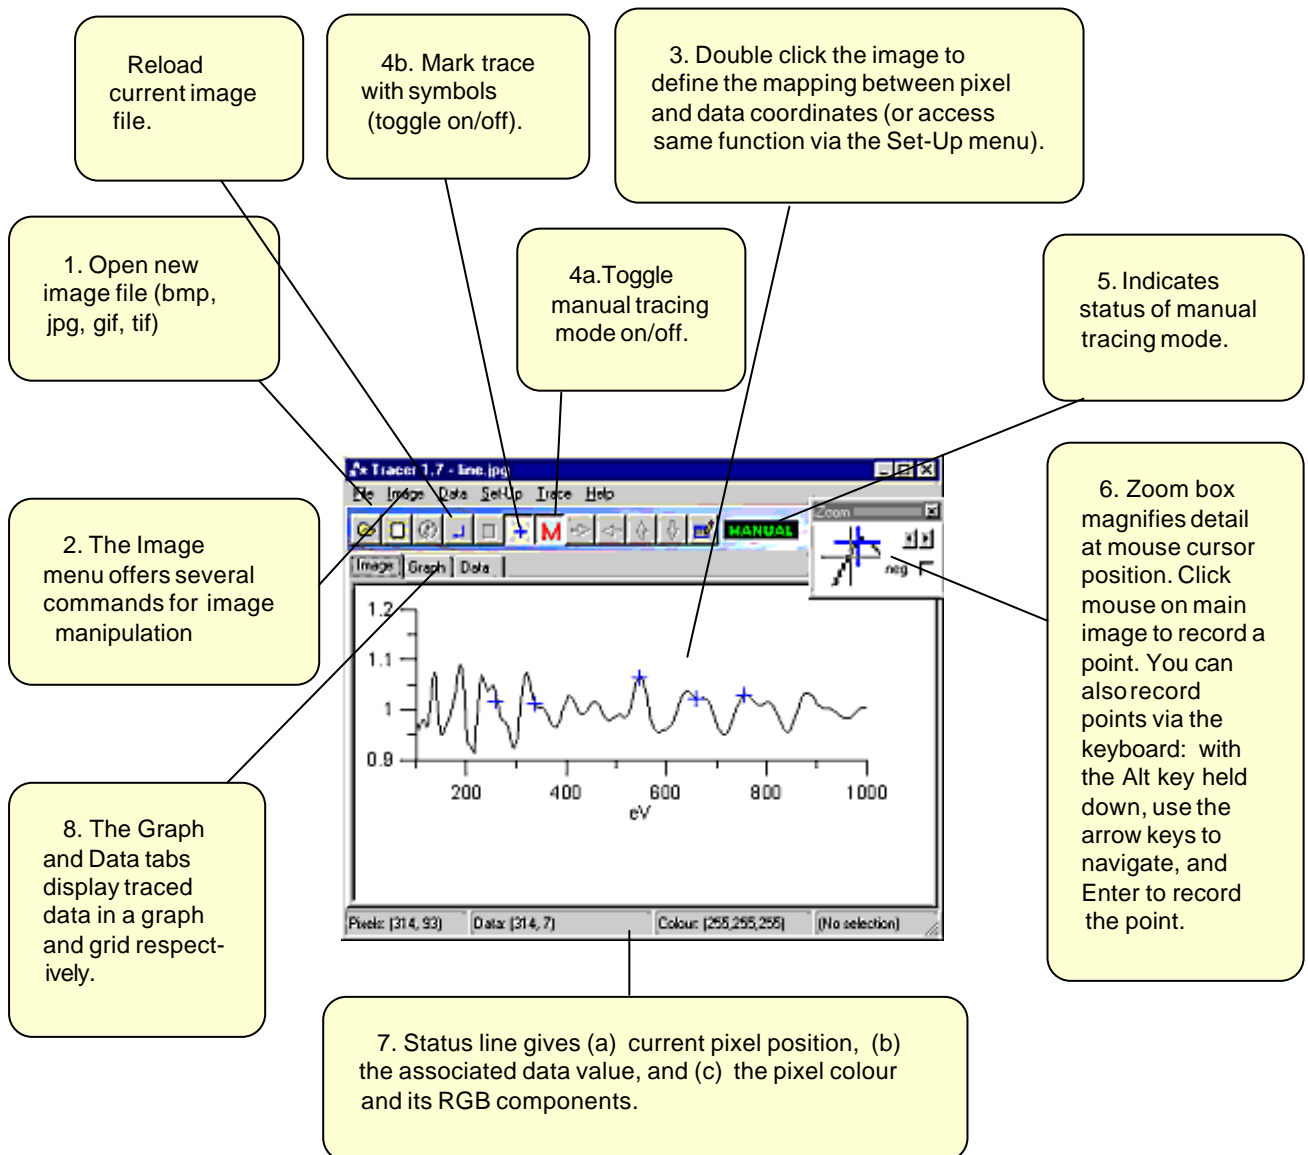 Reload
current image
file.
4b. Mark trace
with symbols
(toggle on/off).
3. Double click the image to
define the mapping between pixel
and data coordinates (or access
same function via the Set-Up menu).
1. Open new
image file (bmp,
jpg, gif, tif)
4a.Toggle
manual tracing
mode on/off.
5. Indicates
status of manual
tracing mode.
2. The Image
menu offers several
commands for image
manipulation
Tracer 1.7 - line.jpg
File Image Data Set-Up Trace Help
M
MANUAL
Zoom
neg
Image Graph Data
1.2
1.1
1
0.9
200 400 600 800 1000
eV
Pixels: (314, 93) Data: (314, 7) Colour: (255,255,255) (No selection)
6. Zoom box
magnifies detail
at mouse cursor
position. Click
mouse on main
image to record a
point. You can
also record
points via the
keyboard: with
the Alt key held
down, use the
arrow keys to
navigate, and
Enter to record
the point.
8. The Graph
and Data tabs
display traced
data in a graph
and grid respect-
ively.
7. Status line gives (a) current pixel position, (b)
the associated data value, and (c) the pixel colour
and its RGB components.